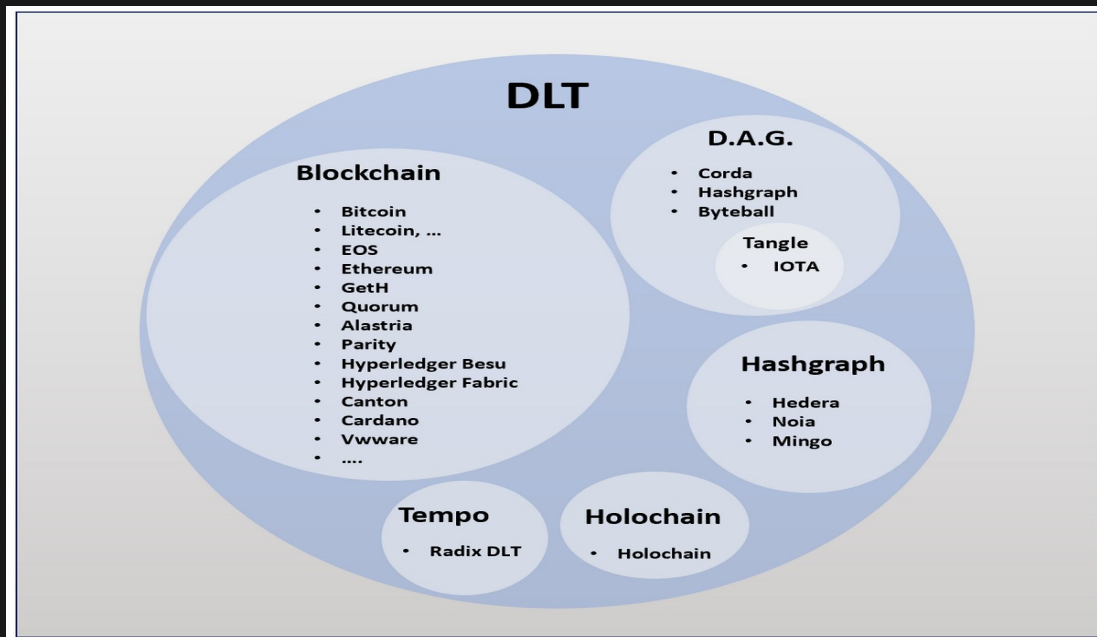 DLT
Blockchain
• Bitcoin
• Litecoin, ...
• EOS
• Ethereum
• GetH
• Quorum
• Alastria
• Parity
• Hyperledger Besu
• Hyperledger Fabric
• Canton
• Cardano
• Vwware
• ....
D.A.G.
• Corda
• Hashgraph
• Byteball
Tangle
• IOTA
Hashgraph
• Hedera
• Noia
• Mingo
Tempo
• Radix DLT
Holochain
• Holochain